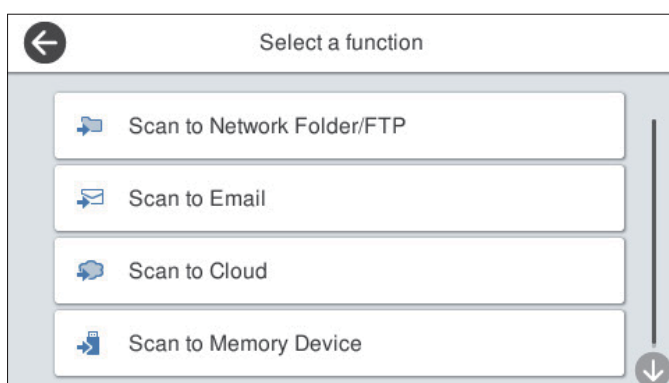 Select a function
Scan to Network Folder/FTP
Scan to Email
Scan to Cloud
Scan to Memory Device